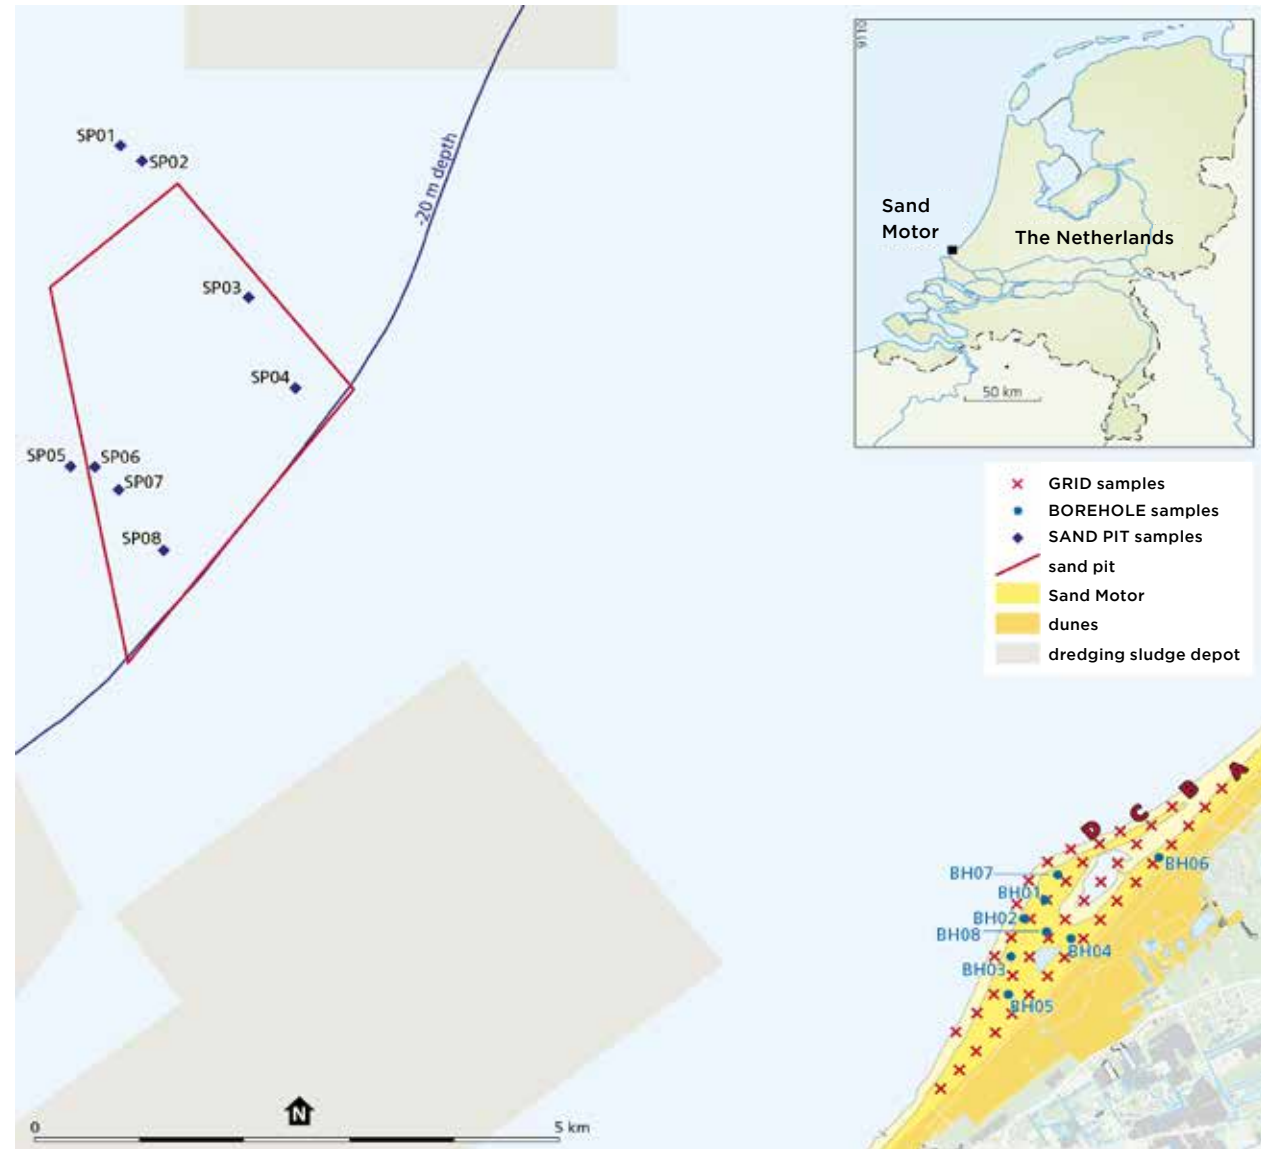 SP01
SP02
-20 m depth
SP03
SP04
SP05
SP06
SP07
SP08
0116
Sand
Motor
The Netherlands
50 km
GRID samples
BOREHOLE samples
SAND PIT samples
sand pit
Sand Motor
dunes
dredging sludge depot
A
B
C
D
BH07
BH06
BH01
BH02
BH08
BH04
BH03
BH05
N
0
5 km